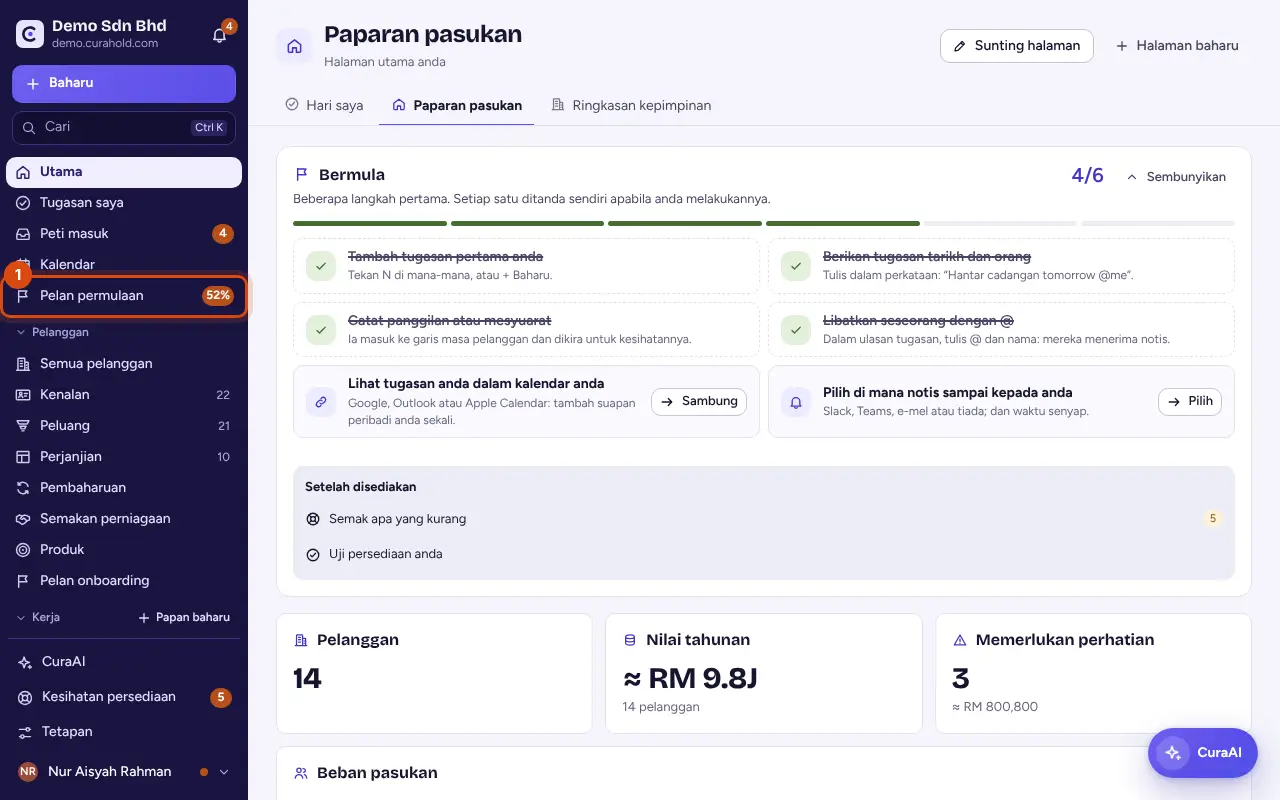 Demo Sdn Bhd
demo.curahold.com
4
Baharu
Cari
Ctrl K
Utama
Tugasan saya
Peti masuk
4
Kalendar
1
Pelan permulaan
52%
Pelanggan
Semua pelanggan
Kenalan
22
Peluang
21
Perjanjian
10
Pembaharuan
Semakan perniagaan
Produk
Pelan onboarding
Kerja
Papan baharu
CuraAI
Kesihatan persediaan
5
Tetapan
NR
Nur Aisyah Rahman
Paparan pasukan
Halaman utama anda
Sunting halaman
Halaman baharu
Hari saya
Paparan pasukan
Ringkasan kepimpinan
Bermula
4/6
Sembunyikan
Beberapa langkah pertama. Setiap satu ditanda sendiri apabila anda melakukannya.
Tambah tugasan pertama anda
Tekan N di mana-mana, atau + Baharu.
Berikan tugasan tarikh dan orang
Tulis dalam perkataan: “Hantar cadangan tomorrow @me”.
Catat panggilan atau mesyuarat
Ia masuk ke garis masa pelanggan dan dikira untuk kesihatannya.
Libatkan seseorang dengan @
Dalam ulasan tugasan, tulis @ dan nama: mereka menerima notis.
Lihat tugasan anda dalam kalendar anda
Google, Outlook atau Apple Calendar: tambah suapan
peribadi anda sekali.
Sambung
Pilih di mana notis sampai kepada anda
Slack, Teams, e-mel atau tiada; dan waktu senyap.
Pilih
Setelah disediakan
Semak apa yang kurang
5
Uji persediaan anda
Pelanggan
14
Nilai tahunan
≈ RM 9.8J
14 pelanggan
Memerlukan perhatian
3
≈ RM 800,800
Beban pasukan
CuraAI